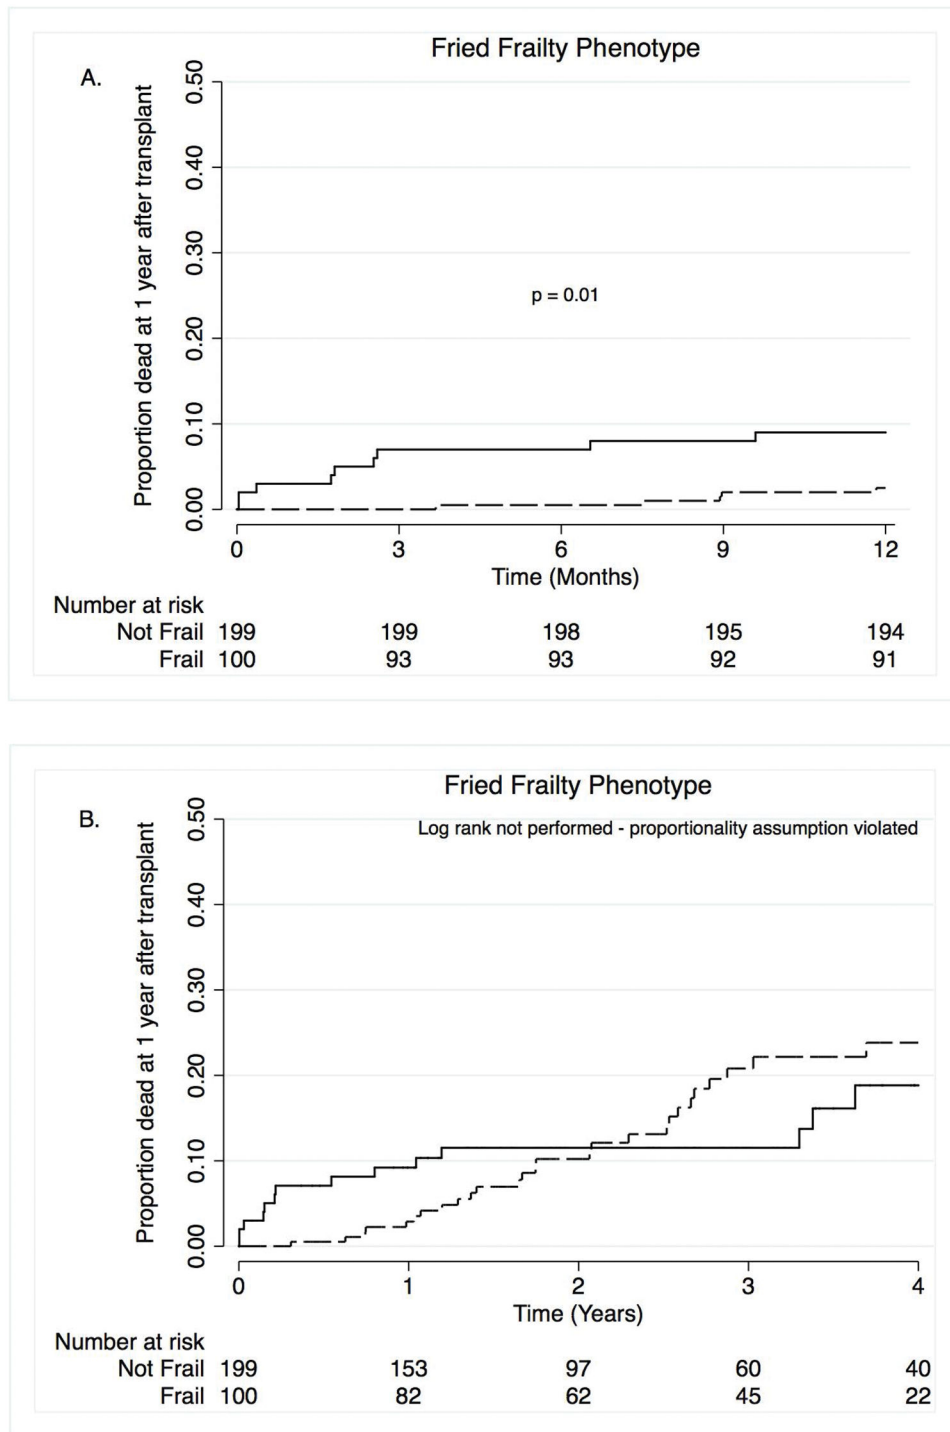 Fried Frailty Phenotype
A.
Proportion dead at 1 year after transplant
0.50
0.40
0.30
0.20
0.10
0.00
p = 0.01
0 3 6 9 12
Time (Months)
Number at risk
Not Frail 199 199 198 195 194
Frail 100 93 93 92 91
Fried Frailty Phenotype
B.
Log rank not performed - proportionality assumption violated
Proportion dead at 1 year after transplant
0.50
0.40
0.30
0.20
0.10
0.00
0 1 2 3 4
Time (Years)
Number at risk
Not Frail 199 153 97 60 40
Frail 100 82 62 45 22